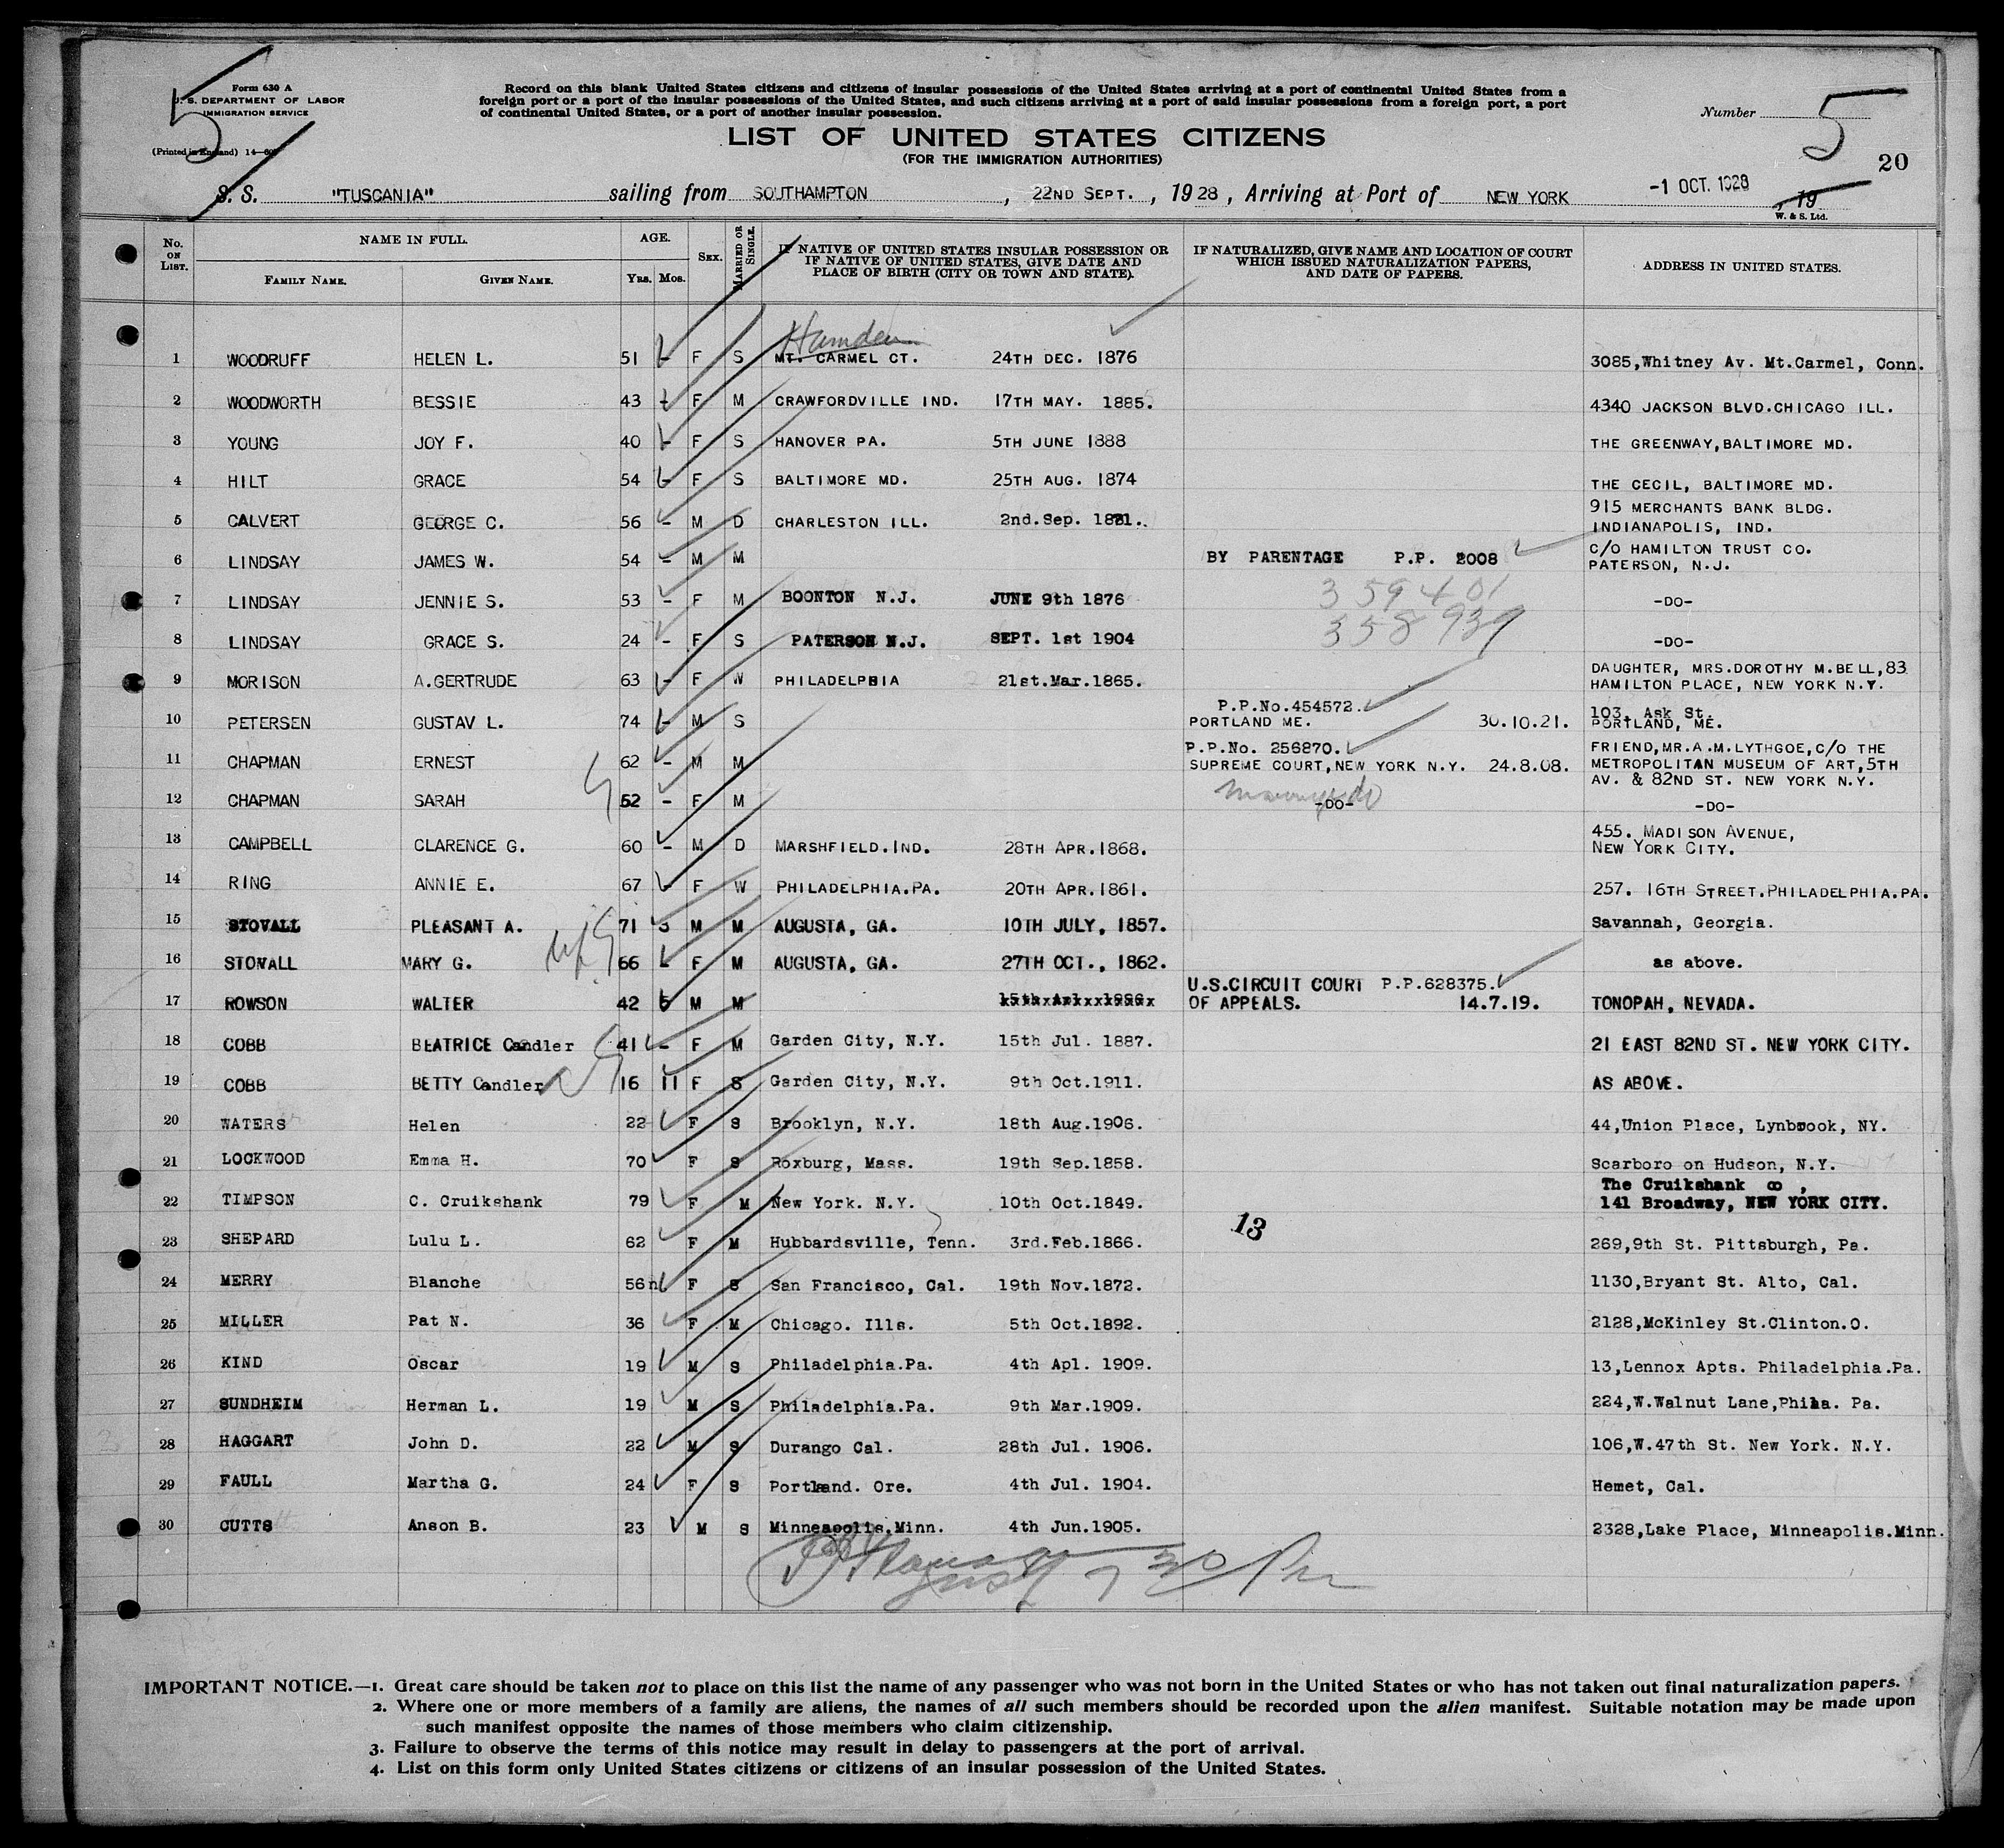 5
Form 630 A
U.S. DEPARTMENT OF LABOR
IMMIGRATION SERVICE
(Printed in England) 14-60
Record on this blank United States citizens and citizens of insular possessions of the United States arriving at a port of continental United States from a
foreign port or a port of the insular possessions of the United States, and such citizens arriving at a port of said insular possessions from a foreign port, a port
of continental United States, or a port of another insular possession.
Number 5
LIST OF UNITED STATES CITIZENS
(FOR THE IMMIGRATION AUTHORITIES)
20
S. S. "TUSCANIA" sailing from SOUTHAMPTON, 22ND SEPT., 1928, Arriving at Port of NEW YORK -1 OCT. 1928, 19
W. & S. Ltd.
No. ON LIST. NAME IN FULL. AGE. SEX. MARRIED OR SINGLE. IF NATIVE OF UNITED STATES INSULAR POSSESSION OR IF NATIVE OF UNITED STATES, GIVE DATE AND PLACE OF BIRTH (CITY OR TOWN AND STATE). IF NATURALIZED, GIVE NAME AND LOCATION OF COURT WHICH ISSUED NATURALIZATION PAPERS, AND DATE OF PAPERS. ADDRESS IN UNITED STATES.
FAMILY NAME. GIVEN NAME. YRS. MOS.
Hamden
1 WOODRUFF HELEN L. 51 - F S MT. CARMEL CT. 24TH DEC. 1876 3085,Whitney Av. Mt.Carmel, Conn.
2 WOODWORTH BESSIE 43 - F M CRAWFORDVILLE IND. 17TH MAY. 1885. 4340 JACKSON BLVD.CHICAGO ILL.
3 YOUNG JOY F. 40 - F S HANOVER PA. 5TH JUNE 1888 THE GREENWAY,BALTIMORE MD.
4 HILT GRACE 54 - F S BALTIMORE MD. 25TH AUG. 1874 THE CECIL, BALTIMORE MD.
5 CALVERT GEORGE C. 56 - M D CHARLESTON ILL. 2nd.Sep. 1871. 915 MERCHANTS BANK BLDG.
INDIANAPOLIS, IND.
6 LINDSAY JAMES W. 54 - M M BY PARENTAGE P.P. 2008 C/O HAMILTON TRUST CO.
PATERSON, N.J.
7 LINDSAY JENNIE S. 53 - F M BOONTON N.J. JUNE 9th 1876 359401 -DO-
8 LINDSAY GRACE S. 24 - F S PATERSON N.J. SEPT. 1st 1904 358939 -DO-
9 MORISON A.GERTRUDE 63 - F W PHILADELPHIA 21st.Mar.1865. DAUGHTER, MRS.DOROTHY M.BELL,83
HAMILTON PLACE, NEW YORK N.Y.
P.P.No.454572.
10 PETERSEN GUSTAV L. 74 - M S PORTLAND ME. 30.10.21. 103, Ask St.
PORTLAND, ME.
P.P.No. 256870.
11 CHAPMAN ERNEST 62 - M M SUPREME COURT,NEW YORK N.Y. 24.8.08. FRIEND,MR.A.M.LYTHGOE,C/O THE
METROPOLITAN MUSEUM OF ART,5TH
AV. & 82ND ST. NEW YORK N.Y.
12 CHAPMAN SARAH 52 - F M -DO- -DO-
13 CAMPBELL CLARENCE G. 60 - M D MARSHFIELD.IND. 28TH APR.1868. 455. MADISON AVENUE,
NEW YORK CITY.
14 RING ANNIE E. 67 - F W PHILADELPHIA.PA. 20TH APR.1861. 257. 16TH STREET.PHILADELPHIA.PA.
15 STOVALL PLEASANT A. 71 3 M M AUGUSTA, GA. 10TH JULY, 1857. Savannah, Georgia.
16 STOVALL MARY G. 66 - F M AUGUSTA, GA. 27TH OCT., 1862. as above.
U.S.CIRCUIT COURT P.P.628375.
17 ROWSON WALTER 42 5 M M OF APPEALS. 14.7.19. TONOPAH, NEVADA.
18 COBB BEATRICE Candler 41 - F M Garden City, N.Y. 15th Jul. 1887. 21 EAST 82ND ST. NEW YORK CITY.
19 COBB BETTY Candler 16 11 F S Garden City, N.Y. 9th Oct.1911. AS ABOVE.
20 WATERS Helen 22 F S Brooklyn, N.Y. 18th Aug.1906. 44,Union Place, Lynbrook, NY.
21 LOCKWOOD Emma H. 70 F S Roxburg, Mass. 19th Sep.1858. Scarboro on Hudson, N.Y.
22 TIMPSON C. Cruikshank 79 F M New York. N.Y. 10th Oct.1849. The Cruikshank co ,
141 Broadway, NEW YORK CITY.
13
23 SHEPARD Lulu L. 62 F M Hubbardsville, Tenn. 3rd.Feb.1866. 269,9th St. Pittsburgh, Pa.
24 MERRY Blanche 56 F S San Francisco, Cal. 19th Nov.1872. 1130,Bryant St. Alto, Cal.
25 MILLER Pat N. 36 F M Chicago. Ills. 5th Oct.1892. 2128,McKinley St.Clinton.O.
26 KIND Oscar 19 M S Philadelphia.Pa. 4th Apl. 1909. 13,Lennox Apts. Philadelphia.Pa.
27 SUNDHEIM Herman L. 19 M S Philadelphia.Pa. 9th Mar.1909. 224,W.Walnut Lane,Phila. Pa.
28 HAGGART John D. 22 M S Durango Cal. 28th Jul. 1906. 106,W.47th St. New York. N.Y.
29 FAULL Martha G. 24 F S Portland. Ore. 4th Jul. 1904. Hemet, Cal.
30 CUTTS Anson B. 23 M S Minneapolis.Minn. 4th Jun.1905. 2328,Lake Place, Minneapolis.Minn.
IMPORTANT NOTICE.—1. Great care should be taken not to place on this list the name of any passenger who was not born in the United States or who has not taken out final naturalization papers.
2. Where one or more members of a family are aliens, the names of all such members should be recorded upon the alien manifest. Suitable notation may be made upon
such manifest opposite the names of those members who claim citizenship.
3. Failure to observe the terms of this notice may result in delay to passengers at the port of arrival.
4. List on this form only United States citizens or citizens of an insular possession of the United States.